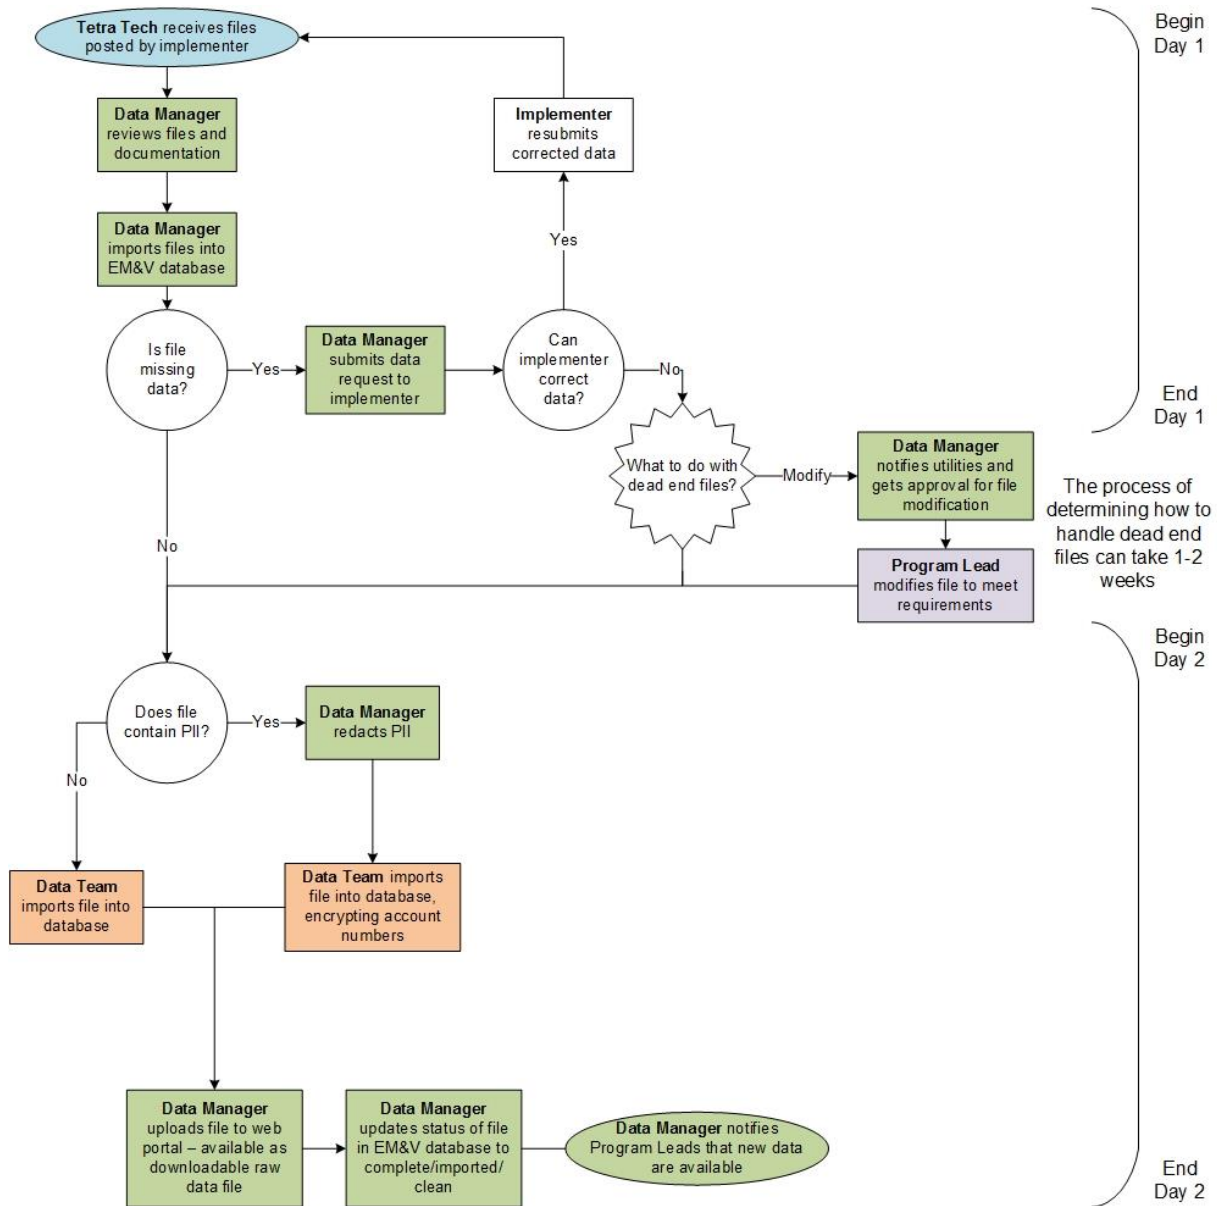 Tetra Tech receives files
posted by implementer
Begin
Day 1
Data Manager
reviews files and
documentation
Implementer
resubmits
corrected data
Data Manager
imports files into
EM&V database
Yes
Is file
missing
data?
Yes
Data Manager
submits data
request to
implementer
Can
implementer
correct
data?
No
End
Day 1
What to do with
dead end files?
Modify
Data Manager
notifies utilities and
gets approval for file
modification
The process of
determining how to
handle dead end
files can take 1-2
weeks
No
Program Lead
modifies file to meet
requirements
Begin
Day 2
Does file
contain PII?
Yes
Data Manager
redacts PII
No
Data Team
imports file into
database
Data Team imports
file into database,
encrypting account
numbers
Data Manager
uploads file to web
portal – available as
downloadable raw
data file
Data Manager
updates status of file
in EM&V database to
complete/imported/
clean
Data Manager notifies
Program Leads that new data
are available
End
Day 2